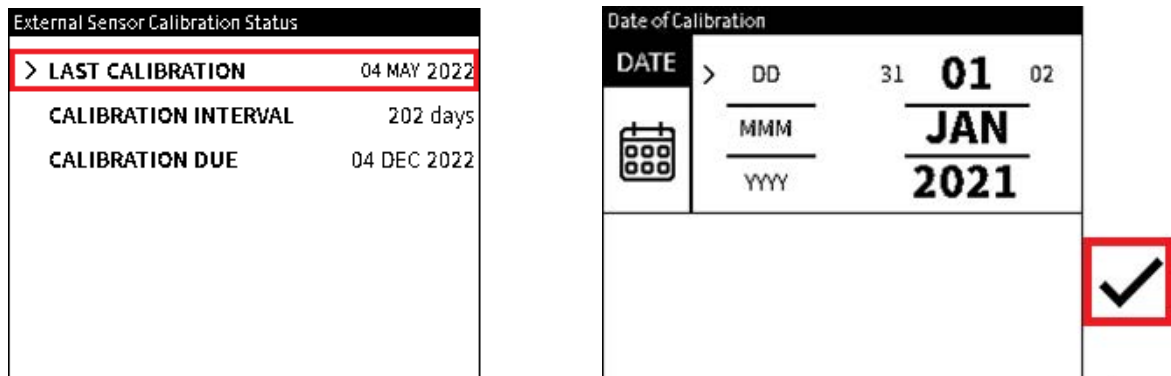 External Sensor Calibration Status
> LAST CALIBRATION 04 MAY 2022
CALIBRATION INTERVAL 202 days
CALIBRATION DUE 04 DEC 2022
Date of Calibration
DATE
> DD 31 01 02
MMM JAN
YYYY 2021